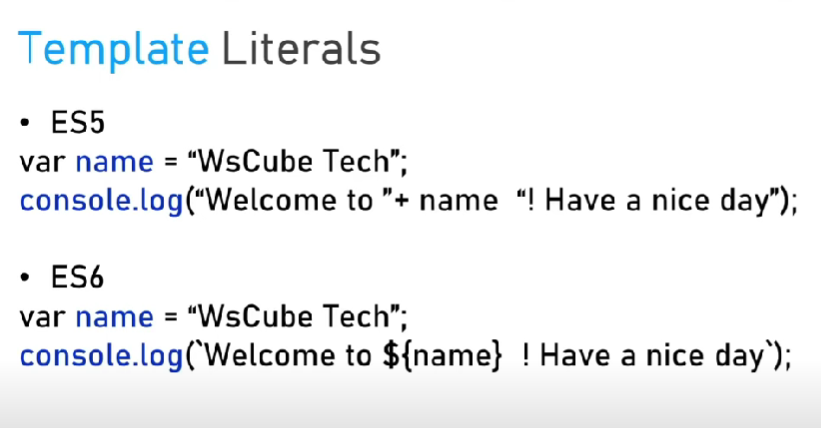 Template Literals
• ES5
var name = “WsCube Tech”;
console.log(“Welcome to ”+ name “! Have a nice day”);
• ES6
var name = “WsCube Tech”;
console.log(`Welcome to ${name} ! Have a nice day`);